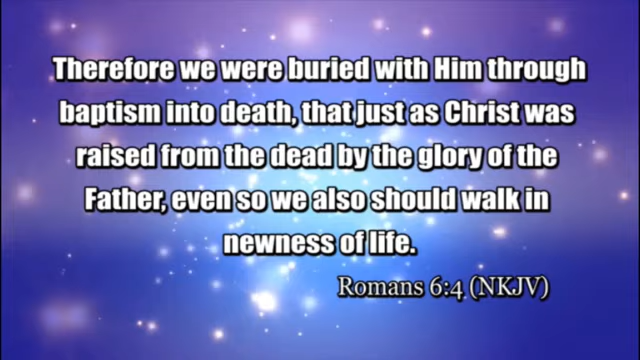 Therefore we were buried with Him through
baptism into death, that just as Christ was
raised from the dead by the glory of the
Father, even so we also should walk in
newness of life.
Romans 6:4 (NKJV)